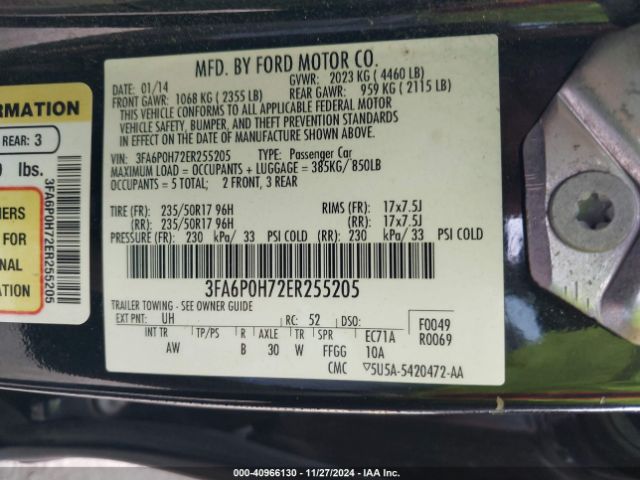 RMATION
REAR: 3
lbs.
NERS
FOR
NAL
TION
3FA6P0H72ER255205
MFD. BY FORD MOTOR CO.
DATE: 01/14 GVWR: 2023 KG ( 4460 LB)
FRONT GAWR: 1068 KG ( 2355 LB) REAR GAWR: 959 KG ( 2115 LB)
THIS VEHICLE CONFORMS TO ALL APPLICABLE FEDERAL MOTOR
VEHICLE SAFETY, BUMPER, AND THEFT PREVENTION STANDARDS
IN EFFECT ON THE DATE OF MANUFACTURE SHOWN ABOVE.
VIN: 3FA6P0H72ER255205 TYPE: Passenger Car
MAXIMUM LOAD = OCCUPANTS + LUGGAGE = 385KG/ 850LB
OCCUPANTS = 5 TOTAL; 2 FRONT, 3 REAR
TIRE (FR): 235/50R17 96H RIMS (FR): 17x7.5J
(RR): 235/50R17 96H (RR): 17x7.5J
PRESSURE (FR): 230 kPa/ 33 PSI COLD (RR): 230 kPa/ 33 PSI COLD
3FA6P0H72ER255205
TRAILER TOWING - SEE OWNER GUIDE
EXT PNT: UH RC: 52 DSO: F0049
INT TR TP/PS R AXLE TR SPR EC71A R0069
AW B 30 W FFGG 10A
CMC ▽5U5A-5420472-AA
000-40966130 - 11/27/2024 - IAA Inc.